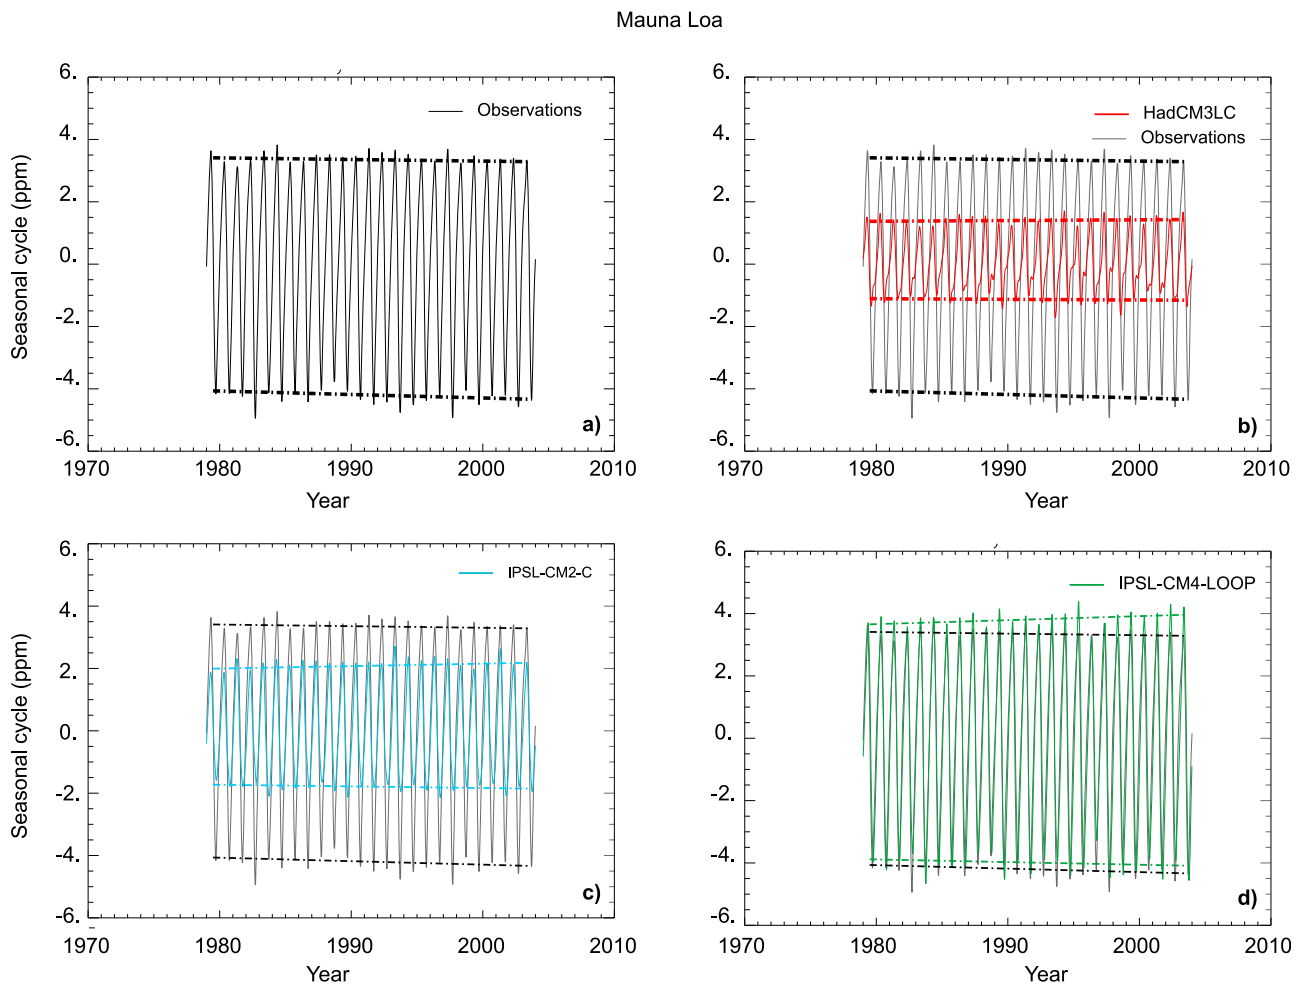 Mauna Loa
6.
4.
2.
0.
-2.
-4.
-6.
Seasonal cycle (ppm)
Observations
a)
1970 1980 1990 2000 2010
Year
6.
4.
2.
0.
-2.
-4.
-6.
HadCM3LC
Observations
b)
1970 1980 1990 2000 2010
Year
6.
4.
2.
0.
-2.
-4.
-6.
Seasonal cycle (ppm)
IPSL-CM2-C
c)
1970 1980 1990 2000 2010
Year
6.
4.
2.
0.
-2.
-4.
-6.
IPSL-CM4-LOOP
d)
1970 1980 1990 2000 2010
Year